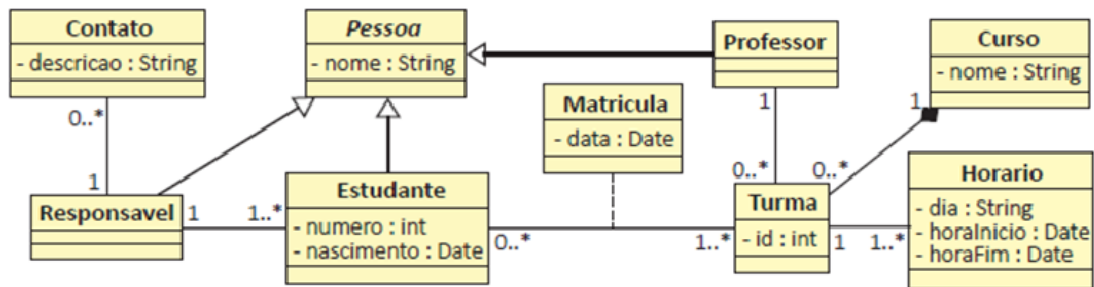 Contato
- descricao : String
Pessoa
- nome : String
Professor
Curso
- nome : String
Matricula
- data : Date
0..*
1
1
1
0..*
0..*
Responsavel
1
1..*
Estudante
- numero : int
- nascimento : Date
0..*
1..*
Turma
- id : int
1
1..*
Horario
- dia : String
- horaInicio : Date
- horaFim : Date